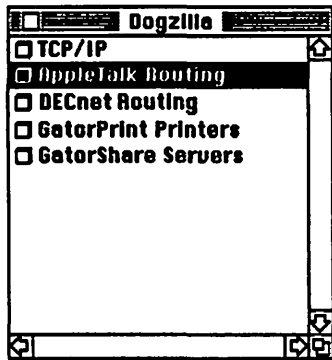 Dogzilla
TCP/IP
AppleTalk Routing
DECnet Routing
GatorPrint Printers
GatorShare Servers